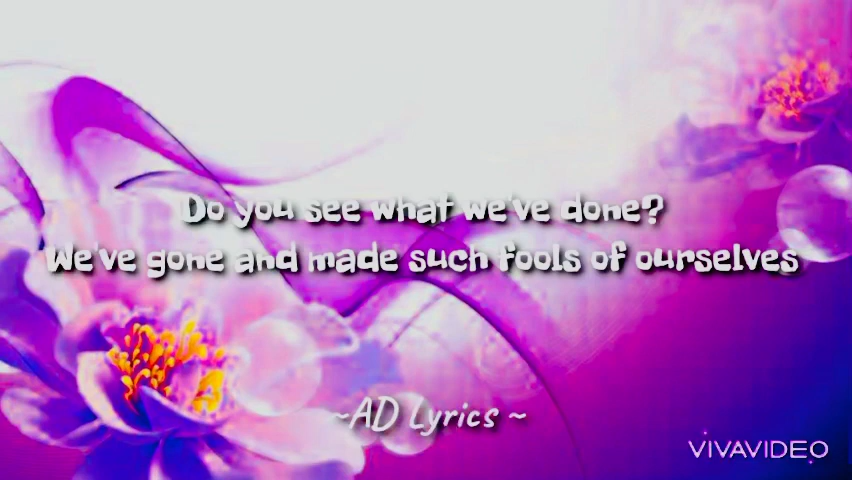 Do you see what we've done?
We've gone and made such fools of ourselves
~AD Lyrics ~
VIVAVIDEO